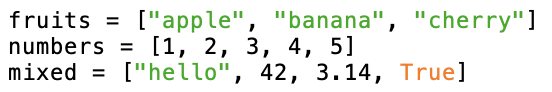 fruits = ["apple", "banana", "cherry"]
numbers = [1, 2, 3, 4, 5]
mixed = ["hello", 42, 3.14, True]